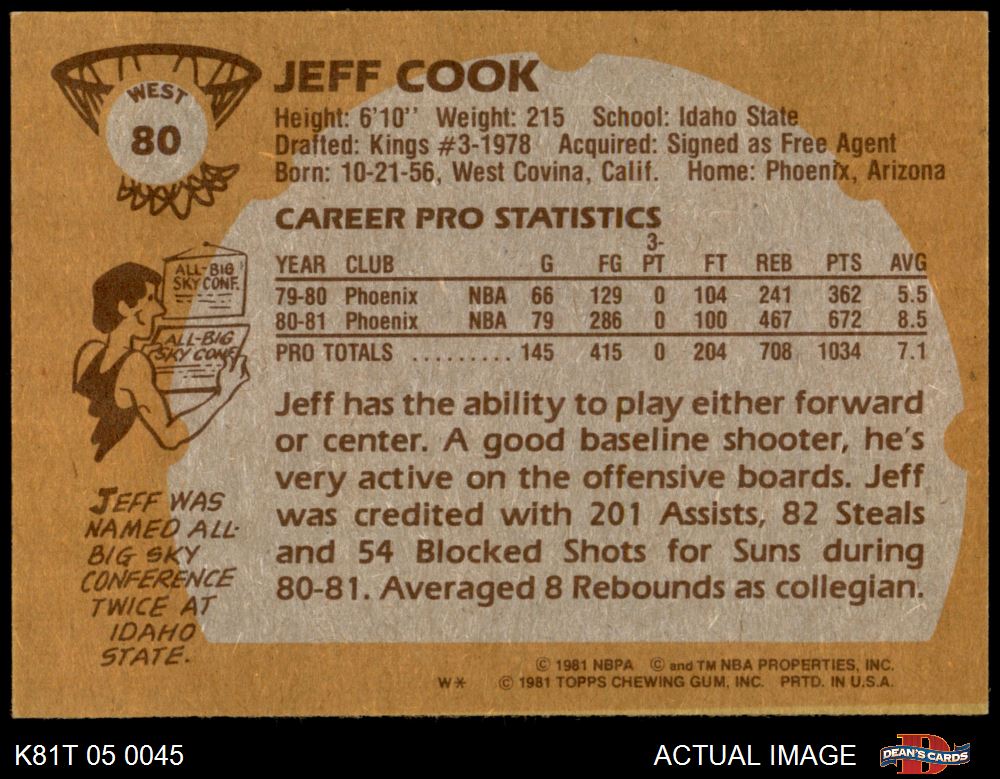 WEST
80
JEFF COOK
Height: 6'10'' Weight: 215 School: Idaho State
Drafted: Kings #3-1978 Acquired: Signed as Free Agent
Born: 10-21-56, West Covina, Calif. Home: Phoenix, Arizona
CAREER PRO STATISTICS
YEAR CLUB G FG 3-PT FT REB PTS AVG
79-80 Phoenix NBA 66 129 0 104 241 362 5.5
80-81 Phoenix NBA 79 286 0 100 467 672 8.5
PRO TOTALS .......... 145 415 0 204 708 1034 7.1
ALL-BIG
SKY CONF.
ALL-BIG
SKY CONF.
JEFF WAS
NAMED ALL-
BIG SKY
CONFERENCE
TWICE AT
IDAHO
STATE.
Jeff has the ability to play either forward
or center. A good baseline shooter, he's
very active on the offensive boards. Jeff
was credited with 201 Assists, 82 Steals
and 54 Blocked Shots for Suns during
80-81. Averaged 8 Rebounds as collegian.
© 1981 NBPA © and TM NBA PROPERTIES, INC.
W* © 1981 TOPPS CHEWING GUM, INC. PRTD. IN U.S.A.
K81T 05 0045
ACTUAL IMAGE
D
DEAN'S CARDS